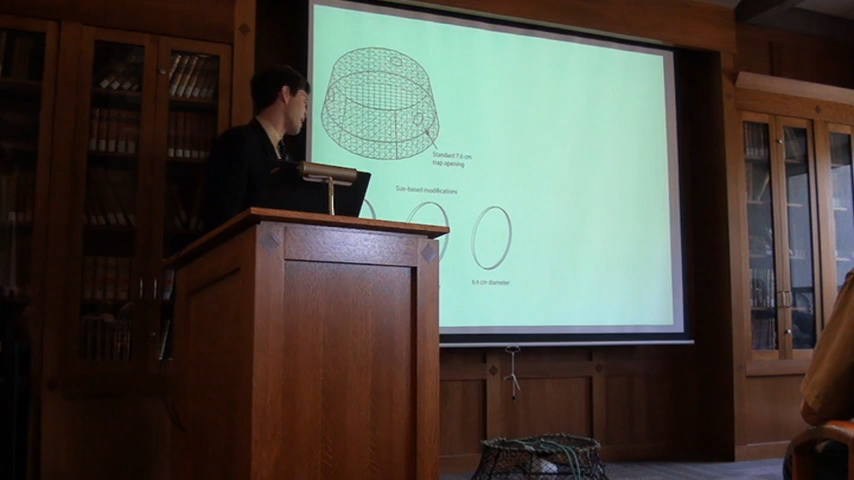 Standard 7.6 cm
trap opening
Size-based modifications
6.6 cm diameter